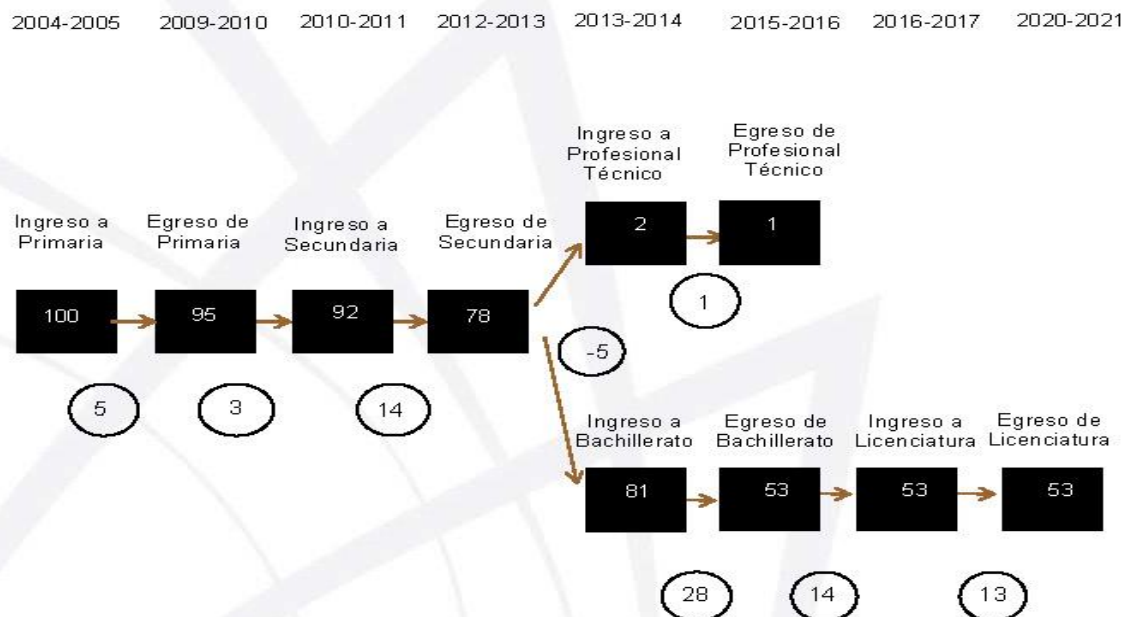 2004-2005 2009-2010 2010-2011 2012-2013 2013-2014 2015-2016 2016-2017 2020-2021
Ingreso a
Profesional
Técnico
Egreso de
Profesional
Técnico
2
1
1
Ingreso a
Primaria
Egreso de
Primaria
Ingreso a
Secundaria
Egreso de
Secundaria
100
95
92
78
5
3
14
-5
Ingreso a
Bachillerato
Egreso de
Bachillerato
Ingreso a
Licenciatura
Egreso de
Licenciatura
81
53
53
53
28
14
13